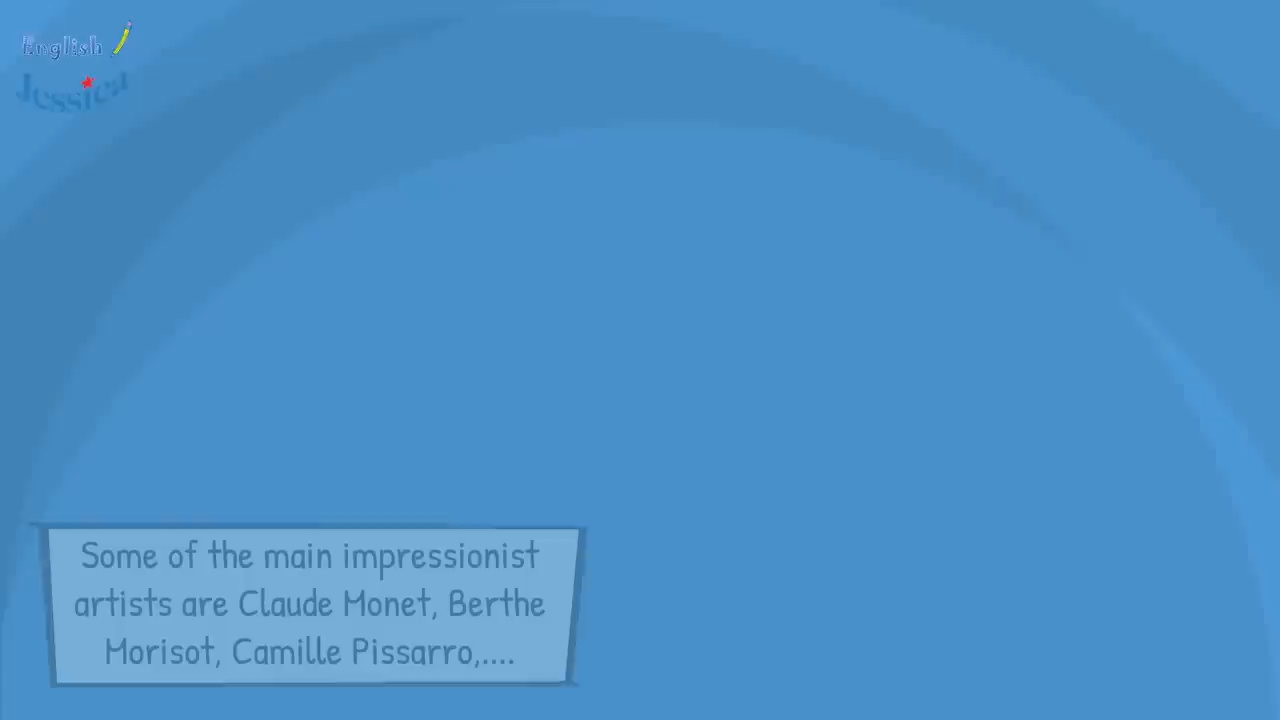 English
Jessica
Some of the main impressionist
artists are Claude Monet, Berthe
Morisot, Camille Pissarro,....